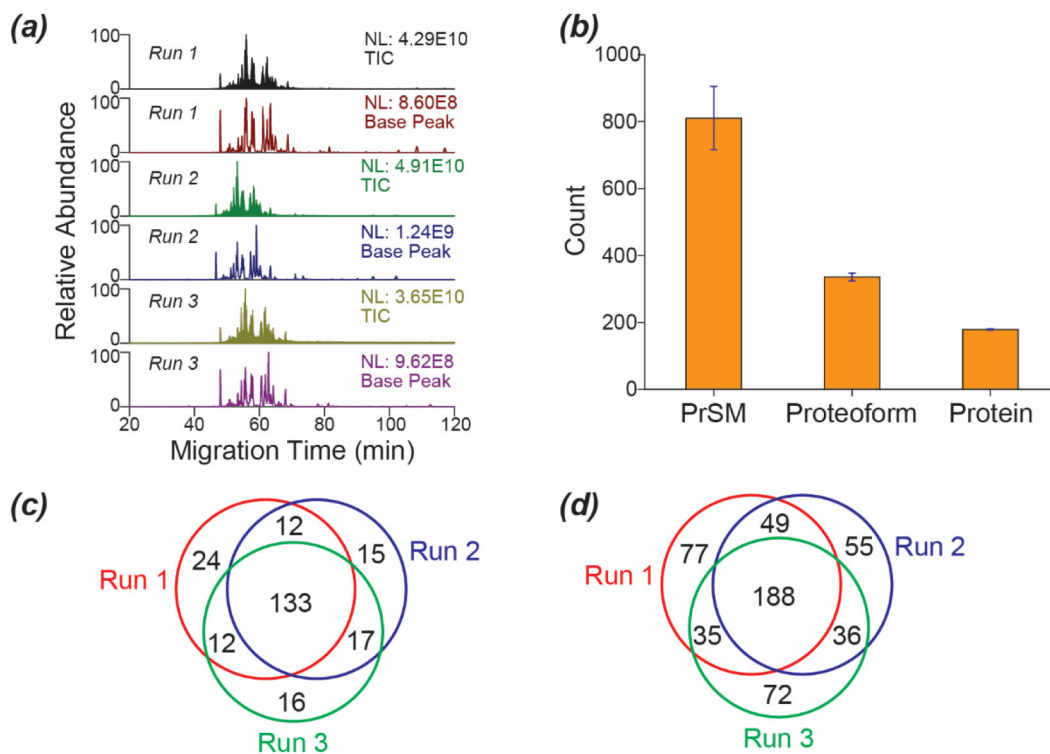 (a)
Relative Abundance
100
0
Run 1
NL: 4.29E10
TIC
100
0
Run 1
NL: 8.60E8
Base Peak
100
0
Run 2
NL: 4.91E10
TIC
100
0
Run 2
NL: 1.24E9
Base Peak
100
0
Run 3
NL: 3.65E10
TIC
100
0
Run 3
NL: 9.62E8
Base Peak
20 40 60 80 100 120
Migration Time (min)
(b)
Count
1000
800
600
400
200
0
PrSM Proteoform Protein
(c)
12
24 15
Run 1 Run 2
133
12 17
16
Run 3
(d)
49
77 55
Run 1 Run 2
188
35 36
72
Run 3